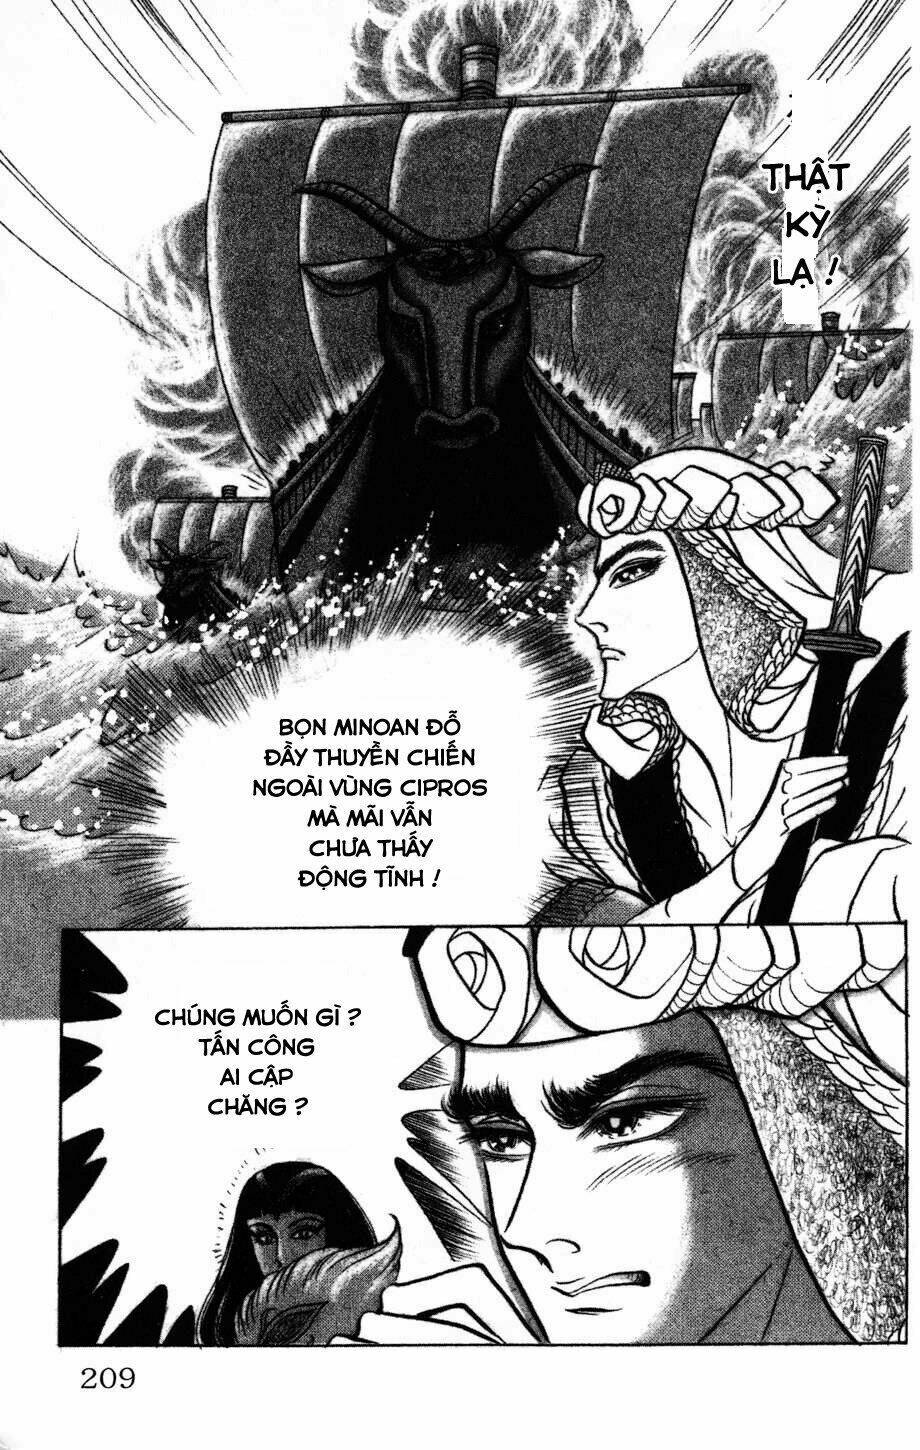 THẬT
KỲ
LẠ !
BỌN MINOAN ĐỖ
ĐẦY THUYỀN CHIẾN
NGOÀI VÙNG CIPROS
MÀ MÃI VẪN
CHƯA THẤY
ĐỘNG TĨNH !
CHÚNG MUỐN GÌ ?
TẤN CÔNG
AI CẬP
CHĂNG ?
209